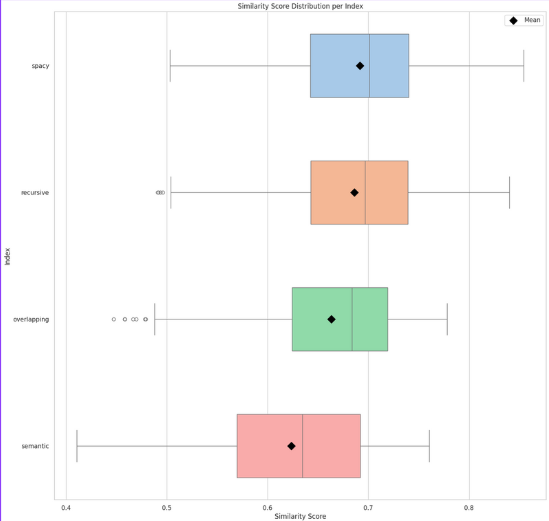 Similarity Score Distribution per Index
Mean
spacy
recursive
overlapping
semantic
Index
0.4 0.5 0.6 0.7 0.8
Similarity Score